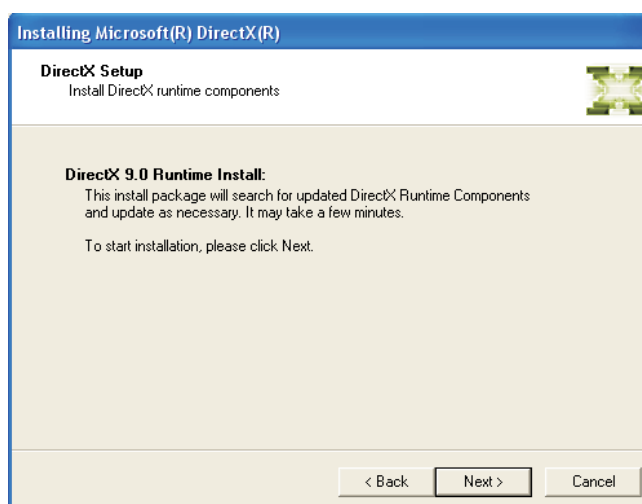 Installing Microsoft(R) DirectX(R)
DirectX Setup
Install DirectX runtime components
DirectX 9.0 Runtime Install:
This install package will search for updated DirectX Runtime Components
and update as necessary. It may take a few minutes.
To start installation, please click Next.
< Back
Next >
Cancel